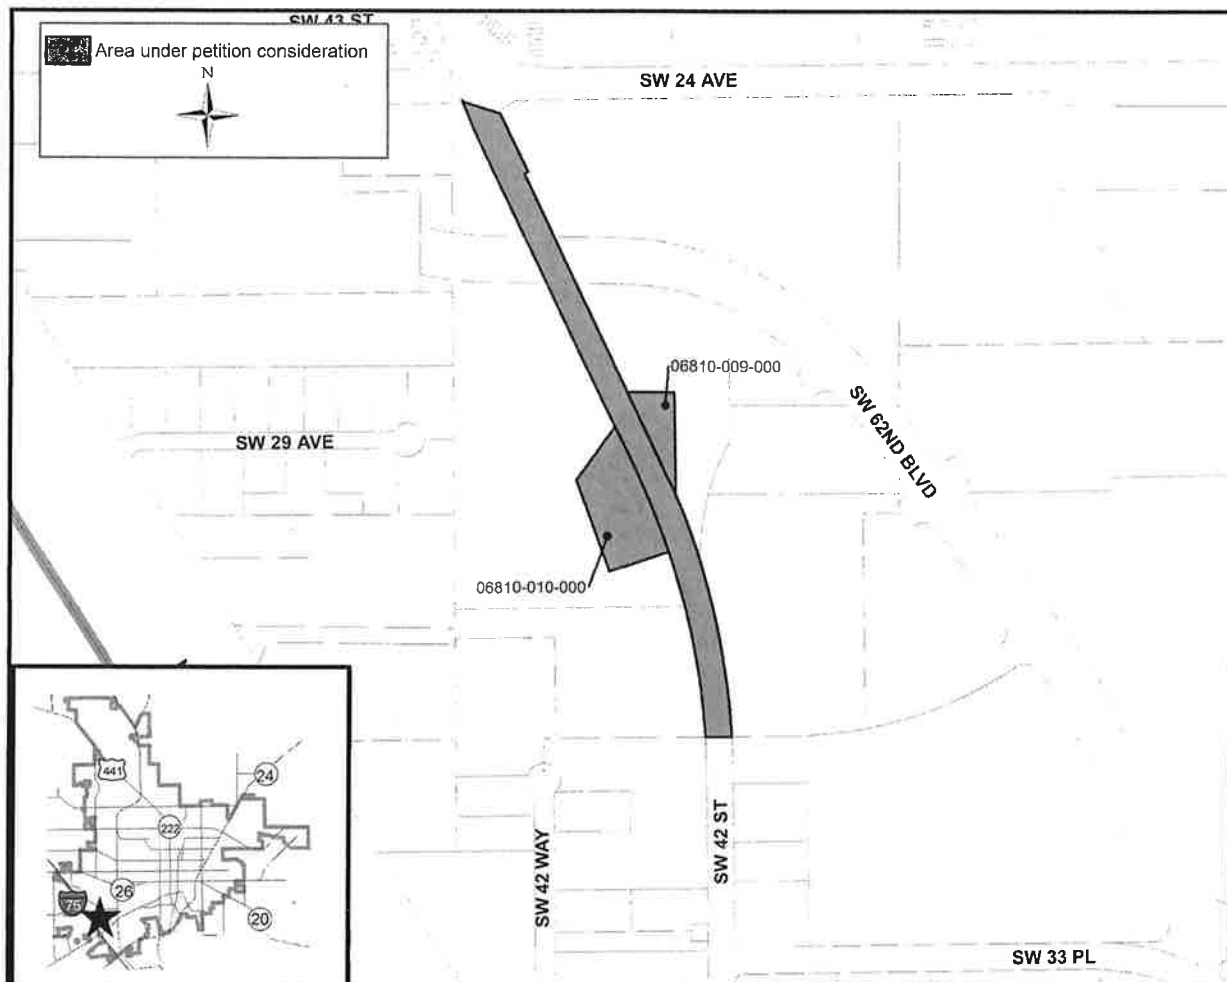 SW 43 ST
Area under petition consideration
N
SW 24 AVE
06810-009-000
SW 62ND BLVD
SW 29 AVE
06810-010-000
441
24
222
26
75
20
SW 42 WAY
SW 42 ST
SW 33 PL